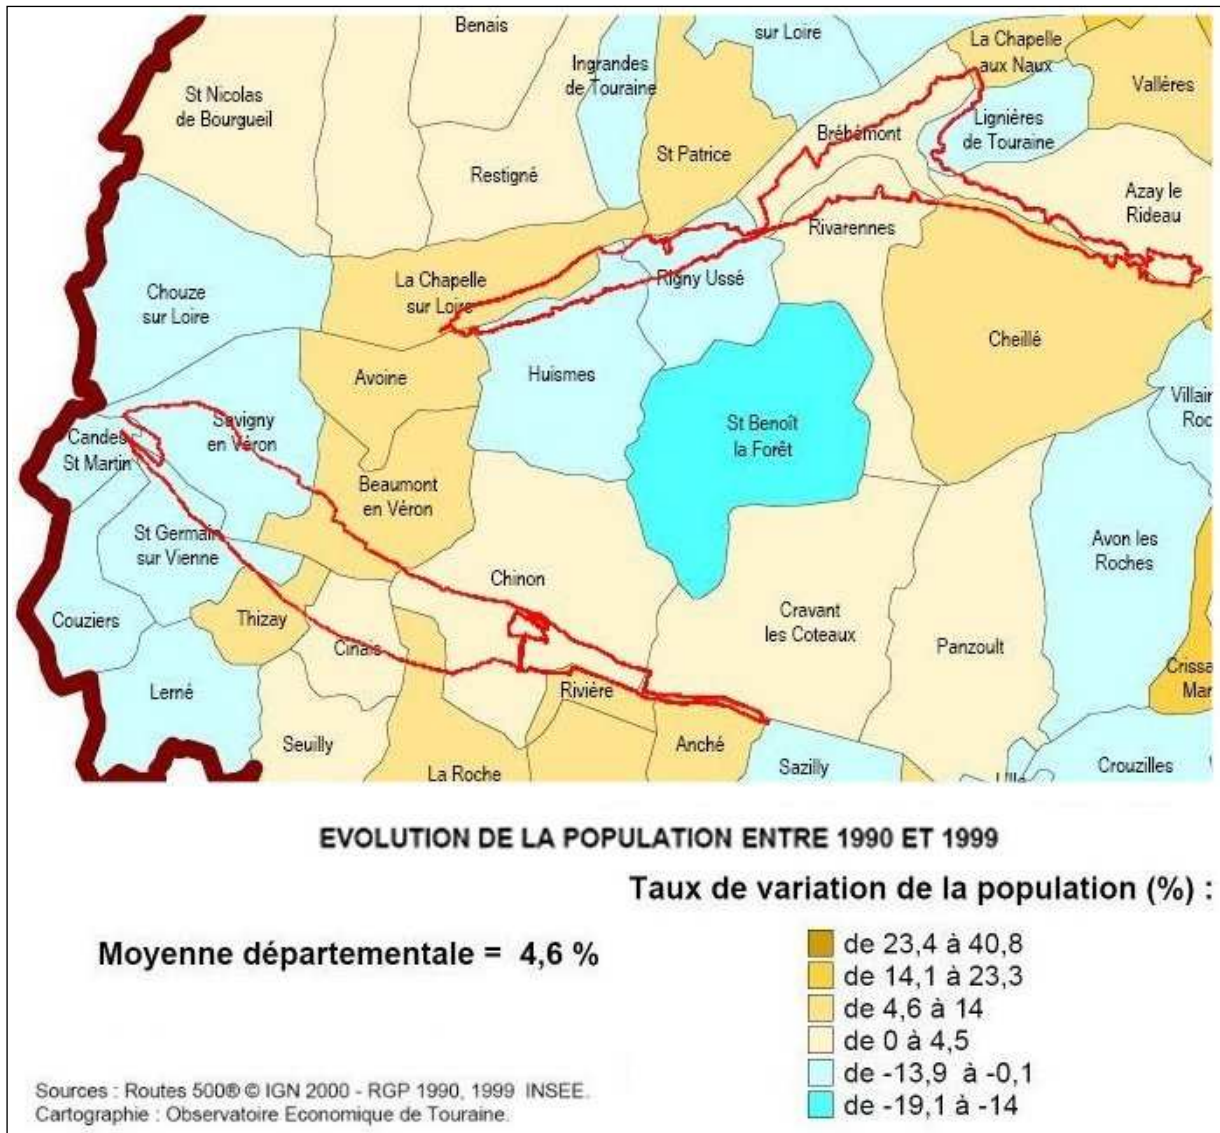 Benais
sur Loire
La Chapelle
aux Naux
Ingrandes
de Touraine
Vallères
St Nicolas
de Bourgueil
Lignières
de Touraine
Bréhémont
St Patrice
Restigné
Azay le
Rideau
Rivarennes
La Chapelle
sur Loire
Rigny Ussé
Chouze
sur Loire
Cheillé
Avoine
Huismes
Savigny
en Véron
Candes
St Martin
St Benoît
la Forêt
Beaumont
en Véron
St Germain
sur Vienne
Avon les
Roches
Chinon
Couziers
Thizay
Cravant
les Coteaux
Cinais
Panzoult
Lerné
Rivière
Seuilly
Anché
La Roche
Sazilly
Crouzilles
EVOLUTION DE LA POPULATION ENTRE 1990 ET 1999
Taux de variation de la population (%) :
Moyenne départementale = 4,6 %
de 23,4 à 40,8
de 14,1 à 23,3
de 4,6 à 14
de 0 à 4,5
de -13,9 à -0,1
de -19,1 à -14
Sources : Routes 500® © IGN 2000 - RGP 1990, 1999 INSEE.
Cartographie : Observatoire Economique de Touraine.